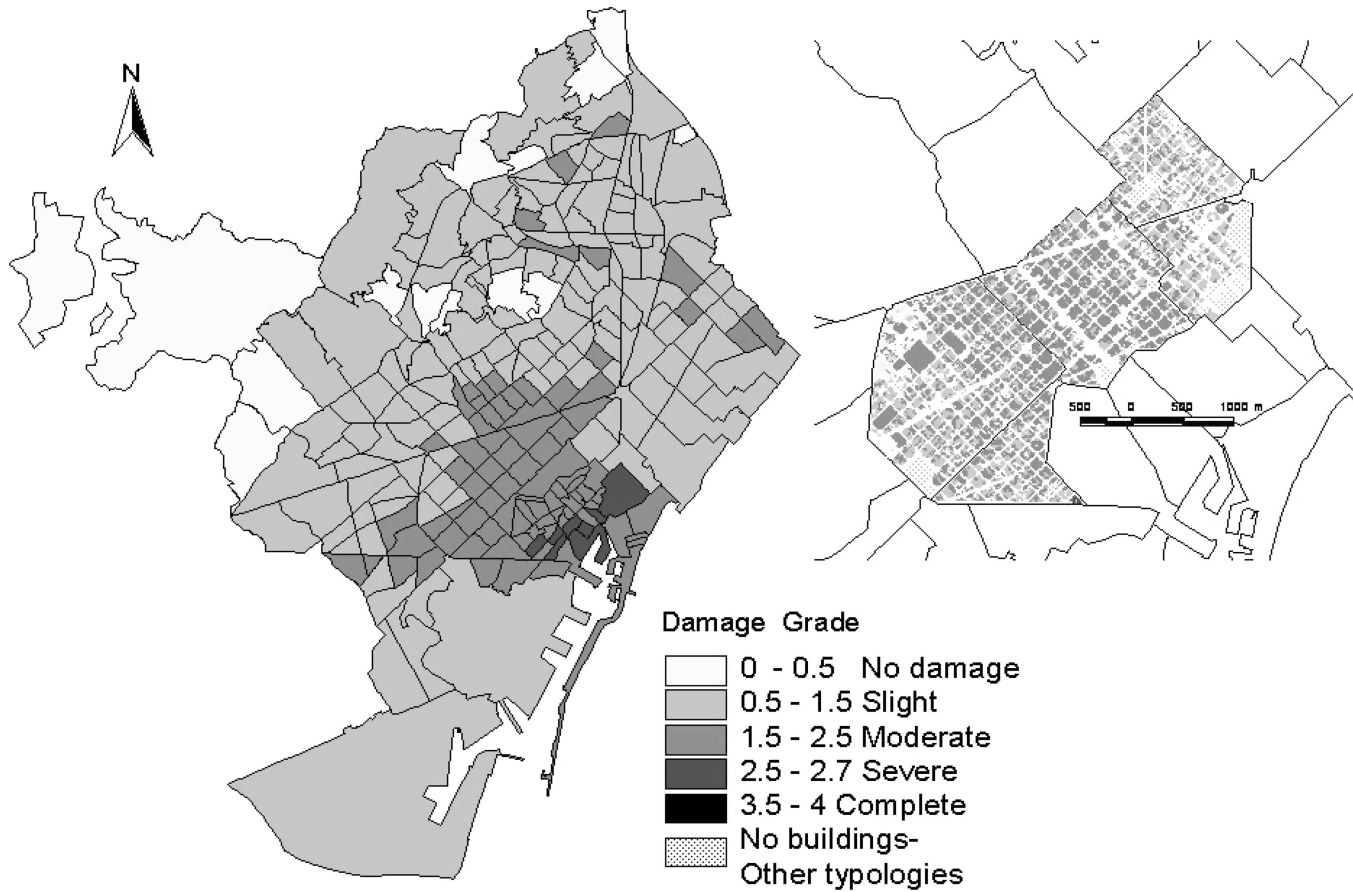 N
500 0 500 1000 m
Damage Grade
0 - 0.5 No damage
0.5 - 1.5 Slight
1.5 - 2.5 Moderate
2.5 - 2.7 Severe
3.5 - 4 Complete
No buildings-
Other typologies